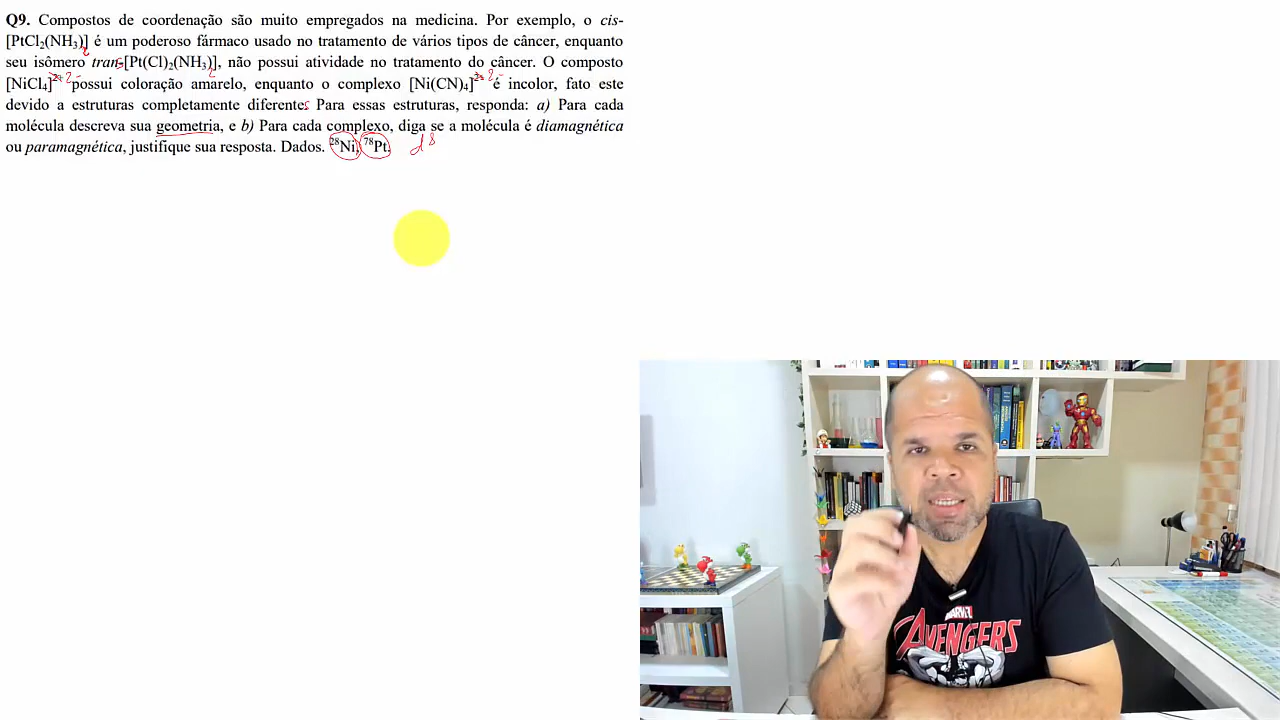 Q9. Compostos de coordenação são muito empregados na medicina. Por exemplo, o cis-
[PtCl2(NH3)]2 é um poderoso fármaco usado no tratamento de vários tipos de câncer, enquanto
seu isômero trans-[Pt(Cl)2(NH3)2], não possui atividade no tratamento do câncer. O composto
[NiCl4]2- possui coloração amarelo, enquanto o complexo [Ni(CN)4]2- é incolor, fato este
devido a estruturas completamente diferentes Para essas estruturas, responda: a) Para cada
molécula descreva sua geometria, e b) Para cada complexo, diga se a molécula é diamagnética
ou paramagnética, justifique sua resposta. Dados. 28Ni, 78Pt. d8
MARVEL
AVENGERS